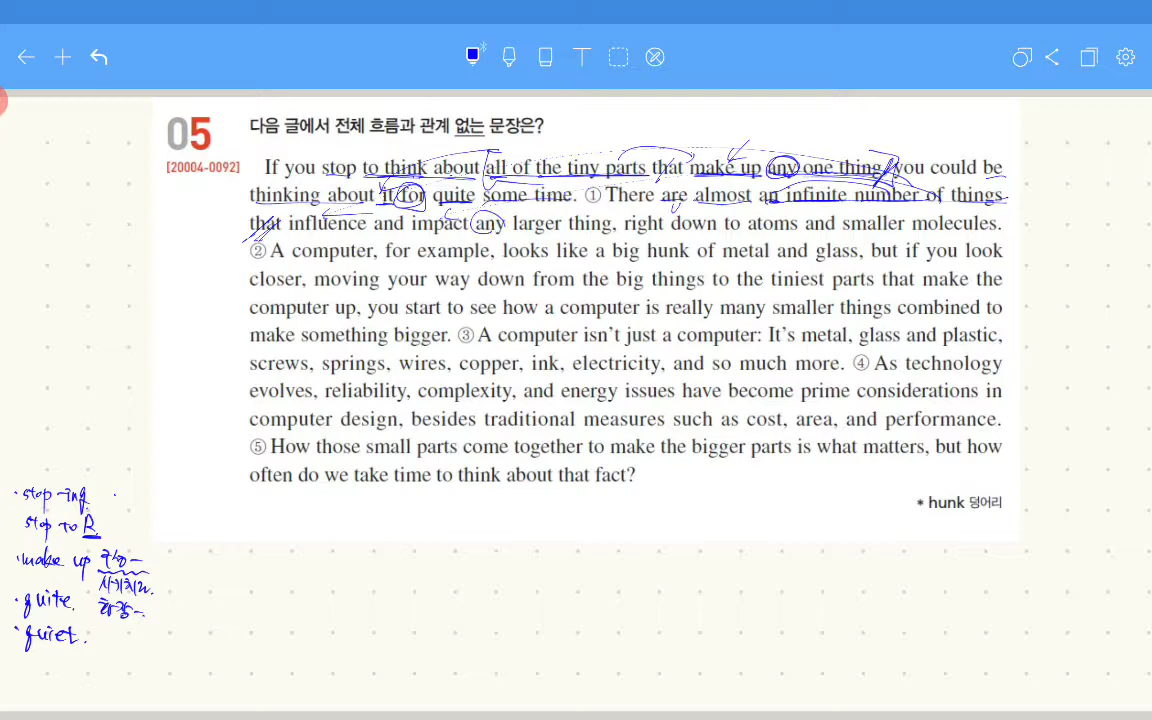 05
다음 글에서 전체 흐름과 관계 없는 문장은?
[20004-0092]
If you stop to think about all of the tiny parts that make up any one thing, you could be
thinking about it for quite some time. ① There are almost an infinite number of things
that influence and impact any larger thing, right down to atoms and smaller molecules.
② A computer, for example, looks like a big hunk of metal and glass, but if you look
closer, moving your way down from the big things to the tiniest parts that make the
computer up, you start to see how a computer is really many smaller things combined to
make something bigger. ③ A computer isn't just a computer: It's metal, glass and plastic,
screws, springs, wires, copper, ink, electricity, and so much more. ④ As technology
evolves, reliability, complexity, and energy issues have become prime considerations in
computer design, besides traditional measures such as cost, area, and performance.
⑤ How those small parts come together to make the bigger parts is what matters, but how
often do we take time to think about that fact?
* hunk 덩어리
· stop -ing
stop to R
· make up
· quite.
· quiet.